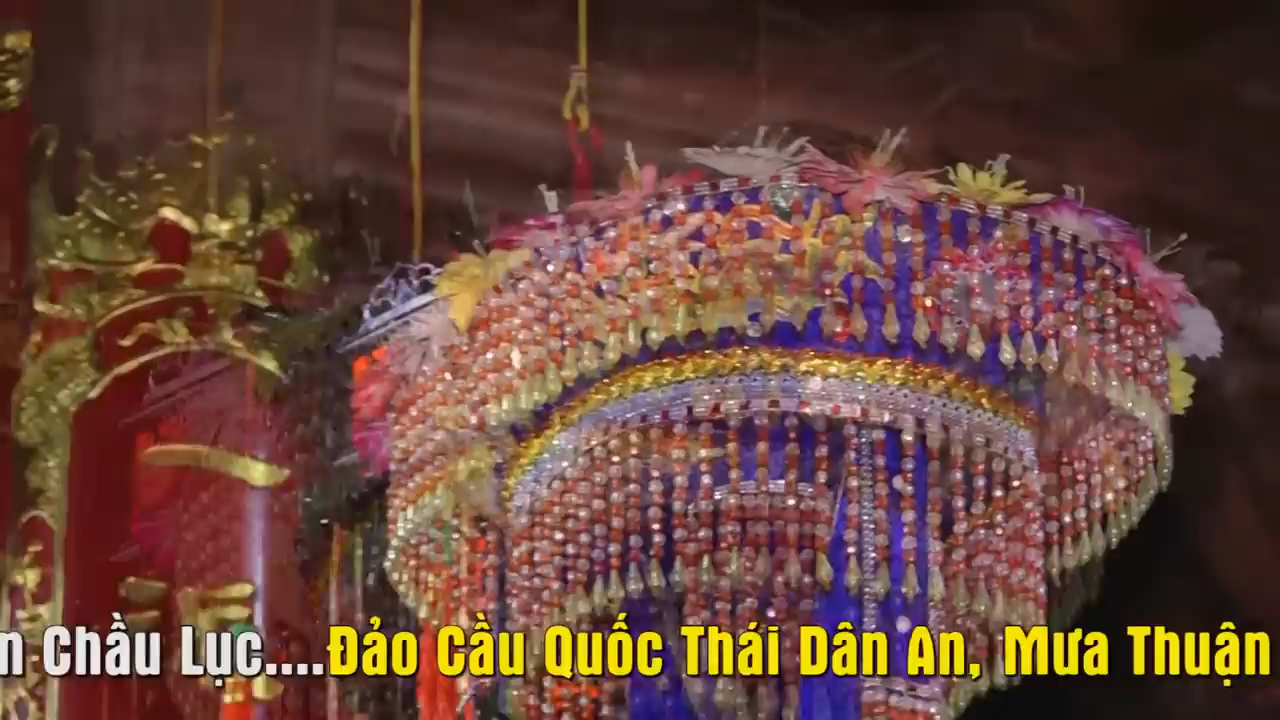 Chầu Lục....Đảo Cầu Quốc Thái Dân An, Mưa Thuận